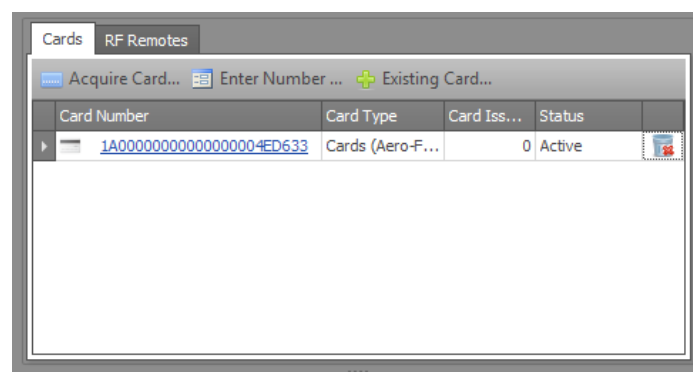 Cards RF Remotes
Acquire Card... Enter Number ... Existing Card...
Card Number Card Type Card Iss... Status
1A00000000000000004ED633 Cards (Aero-F... 0 Active